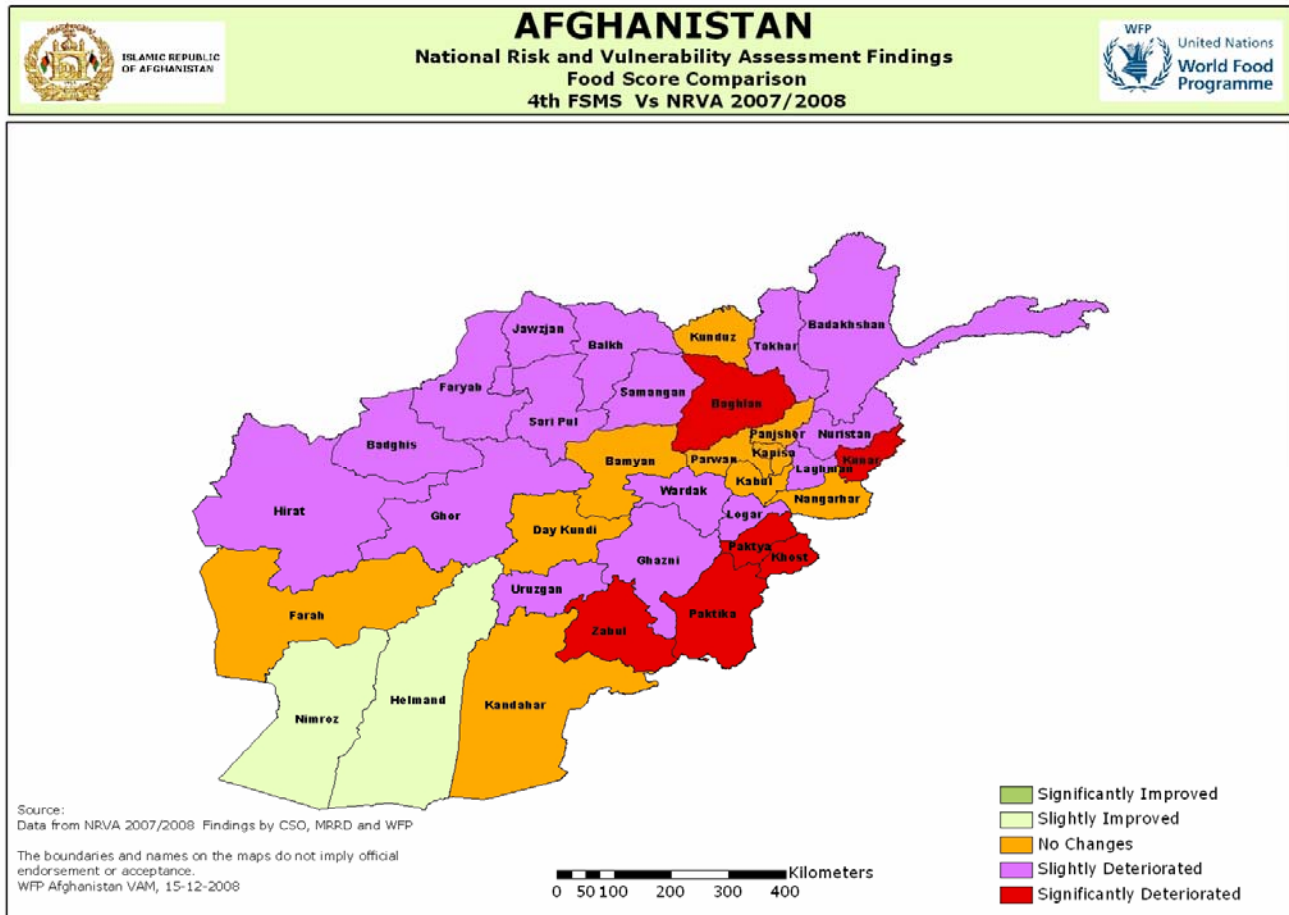 ISLAMIC REPUBLIC
OF AFGHANISTAN
AFGHANISTAN
National Risk and Vulnerability Assessment Findings
Food Score Comparison
4th FSMS Vs NRVA 2007/2008
WFP
United Nations
World Food
Programme
Badakhshan
Jawzjan
Kunduz
Balkh
Takhar
Faryab
Samangan
Baghlan
Sari Pul
Panjsher
Nuristan
Badghis
Kapisa
Bamyan
Parwan
Kunar
Laghman
Kabul
Wardak
Nangarhar
Hirat
Ghor
Logar
Day Kundi
Paktya
Khost
Ghazni
Uruzgan
Farah
Paktika
Zabul
Helmand
Kandahar
Nimroz
Significantly Improved
Slightly Improved
No Changes
Slightly Deteriorated
Significantly Deteriorated
Source:
Data from NRVA 2007/2008 Findings by CSO, MRRD and WFP
The boundaries and names on the maps do not imply official
endorsement or acceptance.
WFP Afghanistan VAM, 15-12-2008
Kilometers
0 50 100 200 300 400